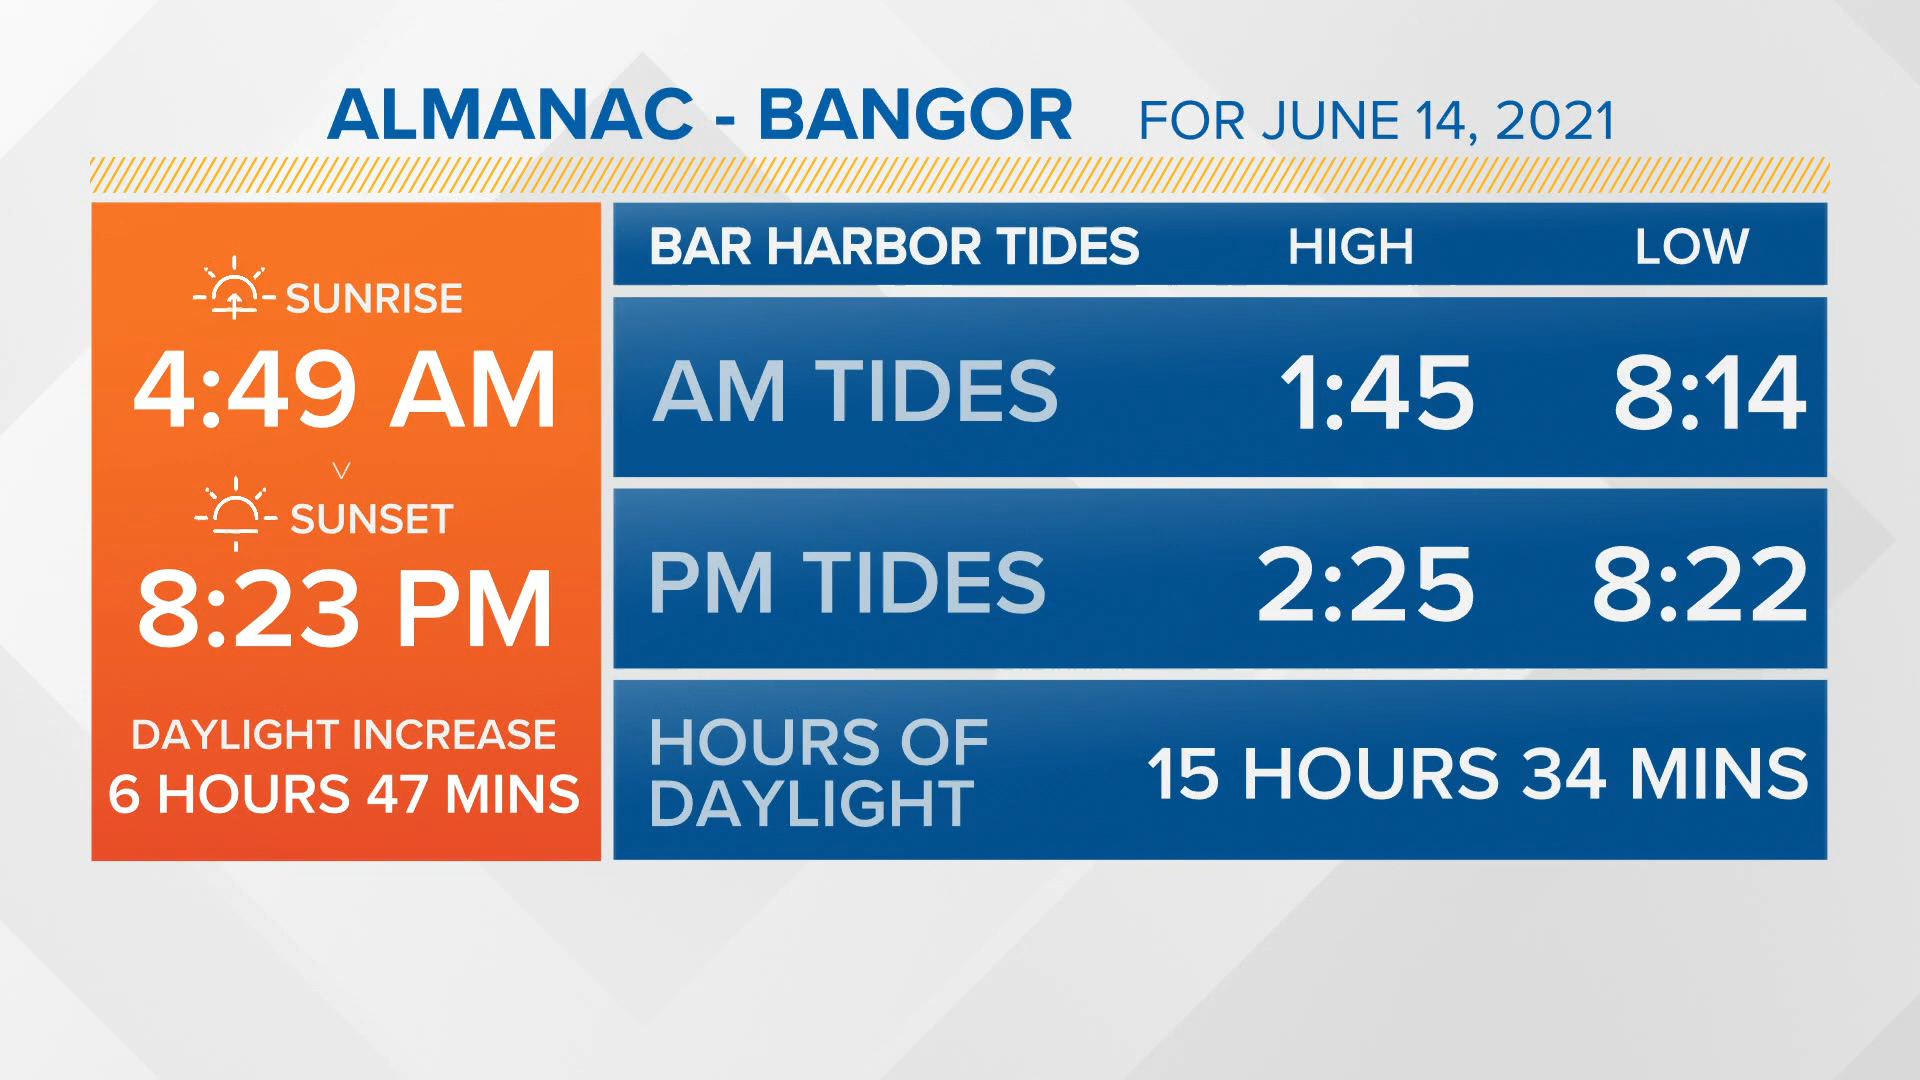 ALMANAC - BANGOR FOR JUNE 14, 2021
SUNRISE
4:49 AM
SUNSET
8:23 PM
DAYLIGHT INCREASE
6 HOURS 47 MINS
BAR HARBOR TIDES HIGH LOW
AM TIDES 1:45 8:14
PM TIDES 2:25 8:22
HOURS OF
DAYLIGHT
15 HOURS 34 MINS